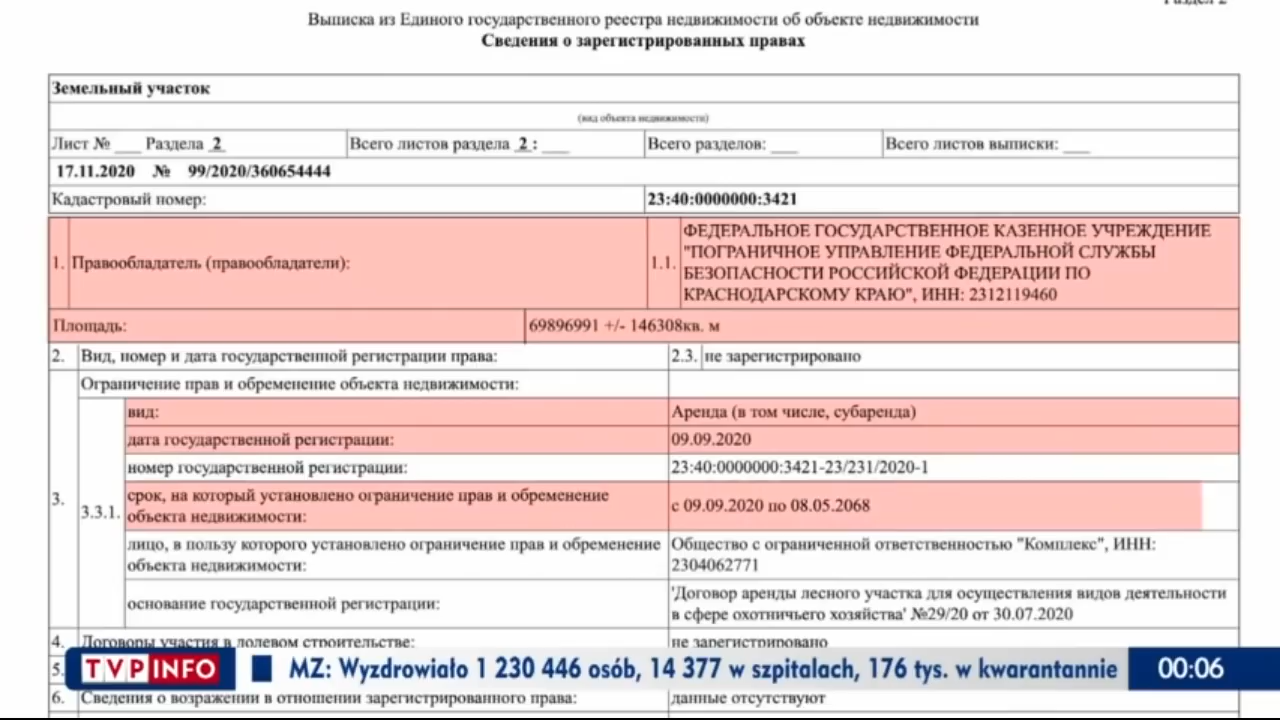 Раздел 2
Выписка из Единого государственного реестра недвижимости об объекте недвижимости
Сведения о зарегистрированных правах
Земельный участок
(вид объекта недвижимости)
Лист № ___ Раздела 2 Всего листов раздела 2 : ___ Всего разделов: ___ Всего листов выписки: ___
17.11.2020 № 99/2020/360654444
Кадастровый номер: 23:40:0000000:3421
1. Правообладатель (правообладатели): 1.1. ФЕДЕРАЛЬНОЕ ГОСУДАРСТВЕННОЕ КАЗЕННОЕ УЧРЕЖДЕНИЕ
"ПОГРАНИЧНОЕ УПРАВЛЕНИЕ ФЕДЕРАЛЬНОЙ СЛУЖБЫ
БЕЗОПАСНОСТИ РОССИЙСКОЙ ФЕДЕРАЦИИ ПО
КРАСНОДАРСКОМУ КРАЮ", ИНН: 2312119460
Площадь: 69896991 +/- 146308кв. м
2. Вид, номер и дата государственной регистрации права: 2.3. не зарегистрировано
3. Ограничение прав и обременение объекта недвижимости:
3.3.1. вид: Аренда (в том числе, субаренда)
дата государственной регистрации: 09.09.2020
номер государственной регистрации: 23:40:0000000:3421-23/231/2020-1
срок, на который установлено ограничение прав и обременение
объекта недвижимости: с 09.09.2020 по 08.05.2068
лицо, в пользу которого установлено ограничение прав и обременение
объекта недвижимости: Общество с ограниченной ответственностью "Комплекс", ИНН:
2304062771
основание государственной регистрации: 'Договор аренды лесного участка для осуществления видов деятельности
в сфере охотничьего хозяйства' №29/20 от 30.07.2020
4. Договоры участия в долевом строительстве: не зарегистрировано
5.
TVP INFO MZ: Wyzdrowiało 1 230 446 osób, 14 377 w szpitalach, 176 tys. w kwarantannie 00:06
6. Сведения о возражении в отношении зарегистрированного права: данные отсутствуют